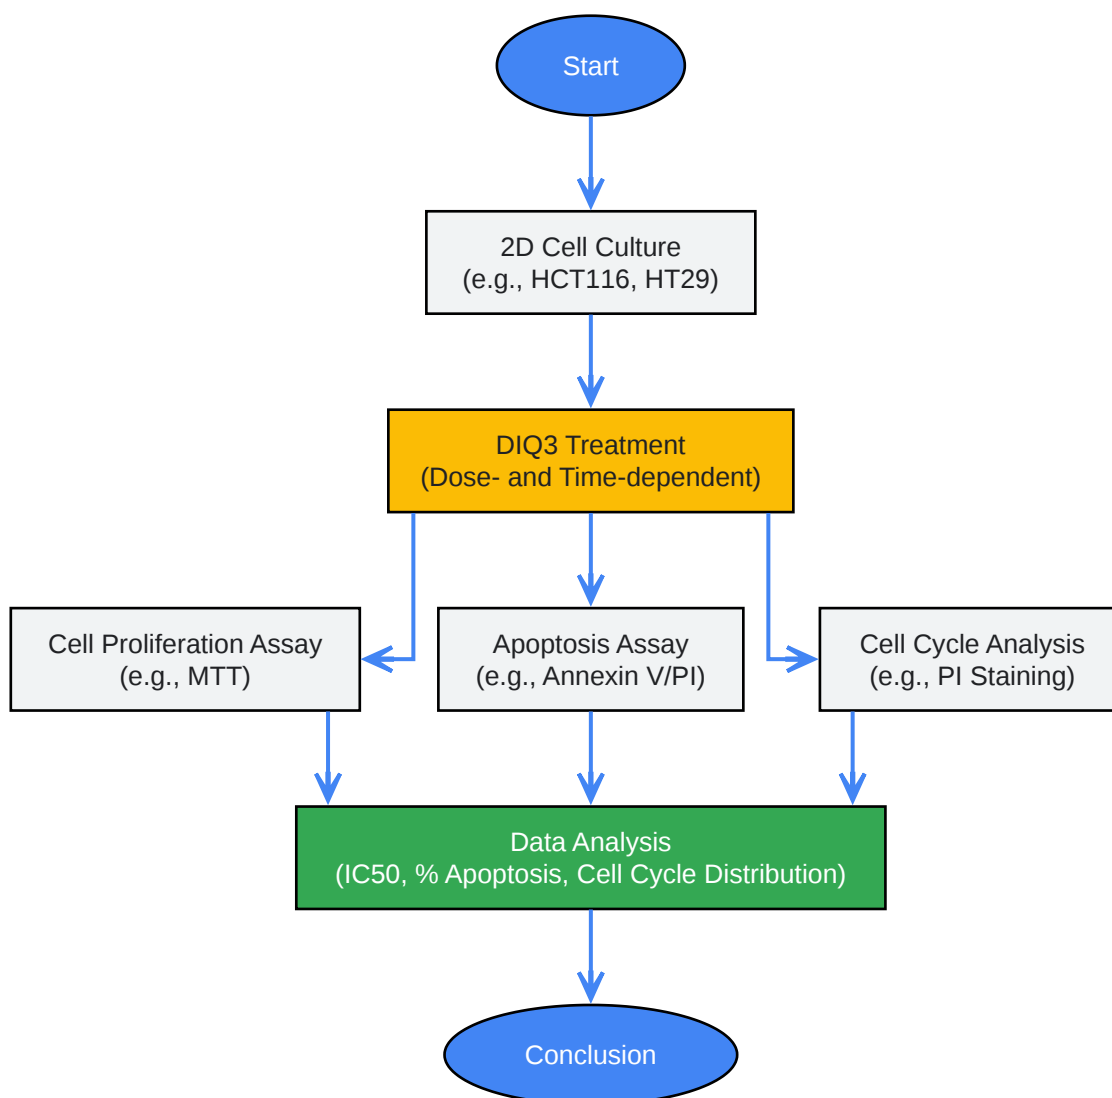 Start
2D Cell Culture
(e.g., HCT116, HT29)
DIQ3 Treatment
(Dose- and Time-dependent)
Cell Proliferation Assay
(e.g., MTT)
Apoptosis Assay
(e.g., Annexin V/PI)
Cell Cycle Analysis
(e.g., PI Staining)
Data Analysis
(IC50, % Apoptosis, Cell Cycle Distribution)
Conclusion